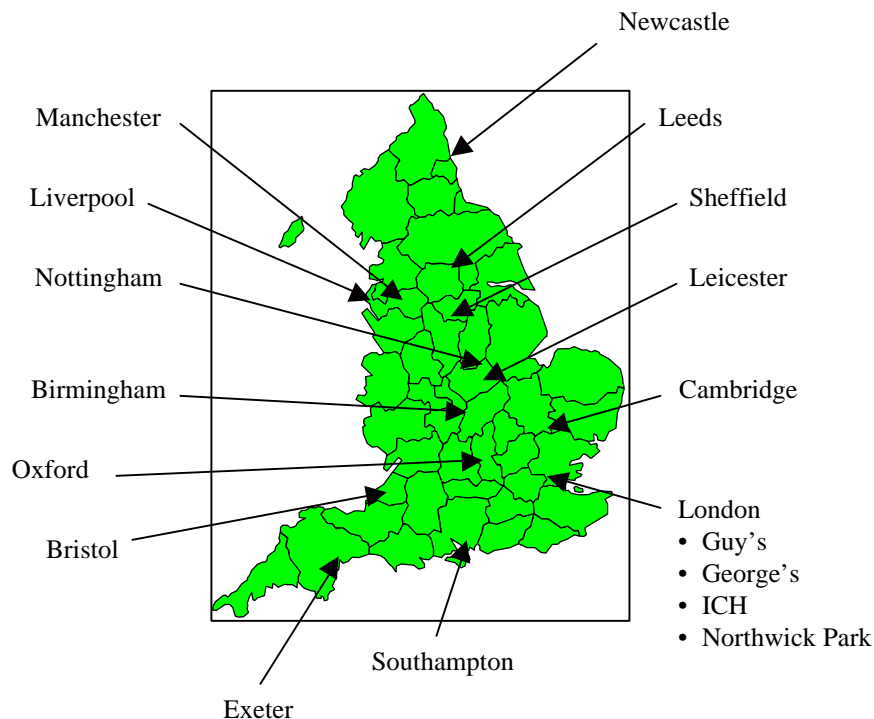 Newcastle
Manchester
Leeds
Liverpool
Sheffield
Nottingham
Leicester
Birmingham
Cambridge
Oxford
London
• Guy's
• George's
• ICH
• Northwick Park
Bristol
Southampton
Exeter